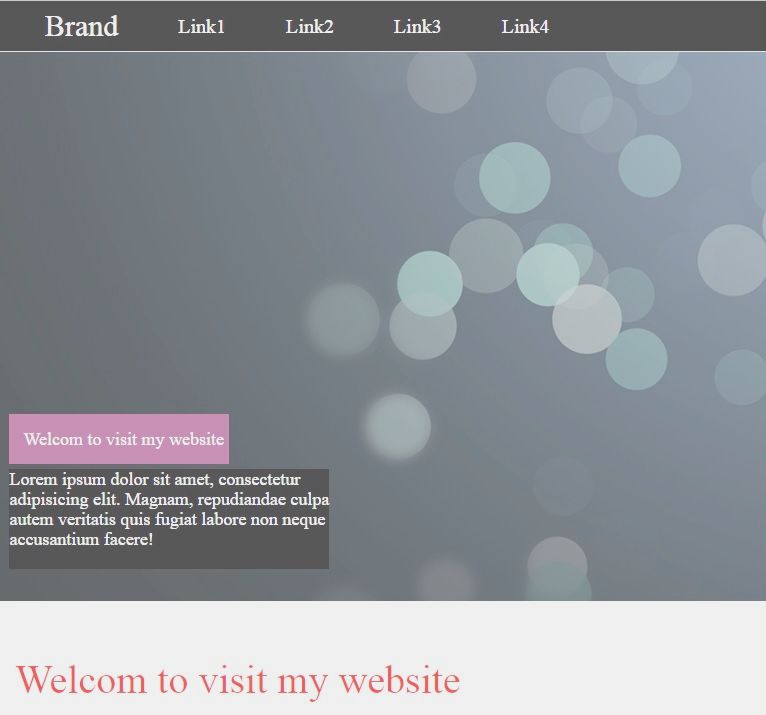 Brand Link1 Link2 Link3 Link4
Welcom to visit my website
Lorem ipsum dolor sit amet, consectetur
adipisicing elit. Magnam, repudiandae culpa
autem veritatis quis fugiat labore non neque
accusantium facere!
Welcom to visit my website